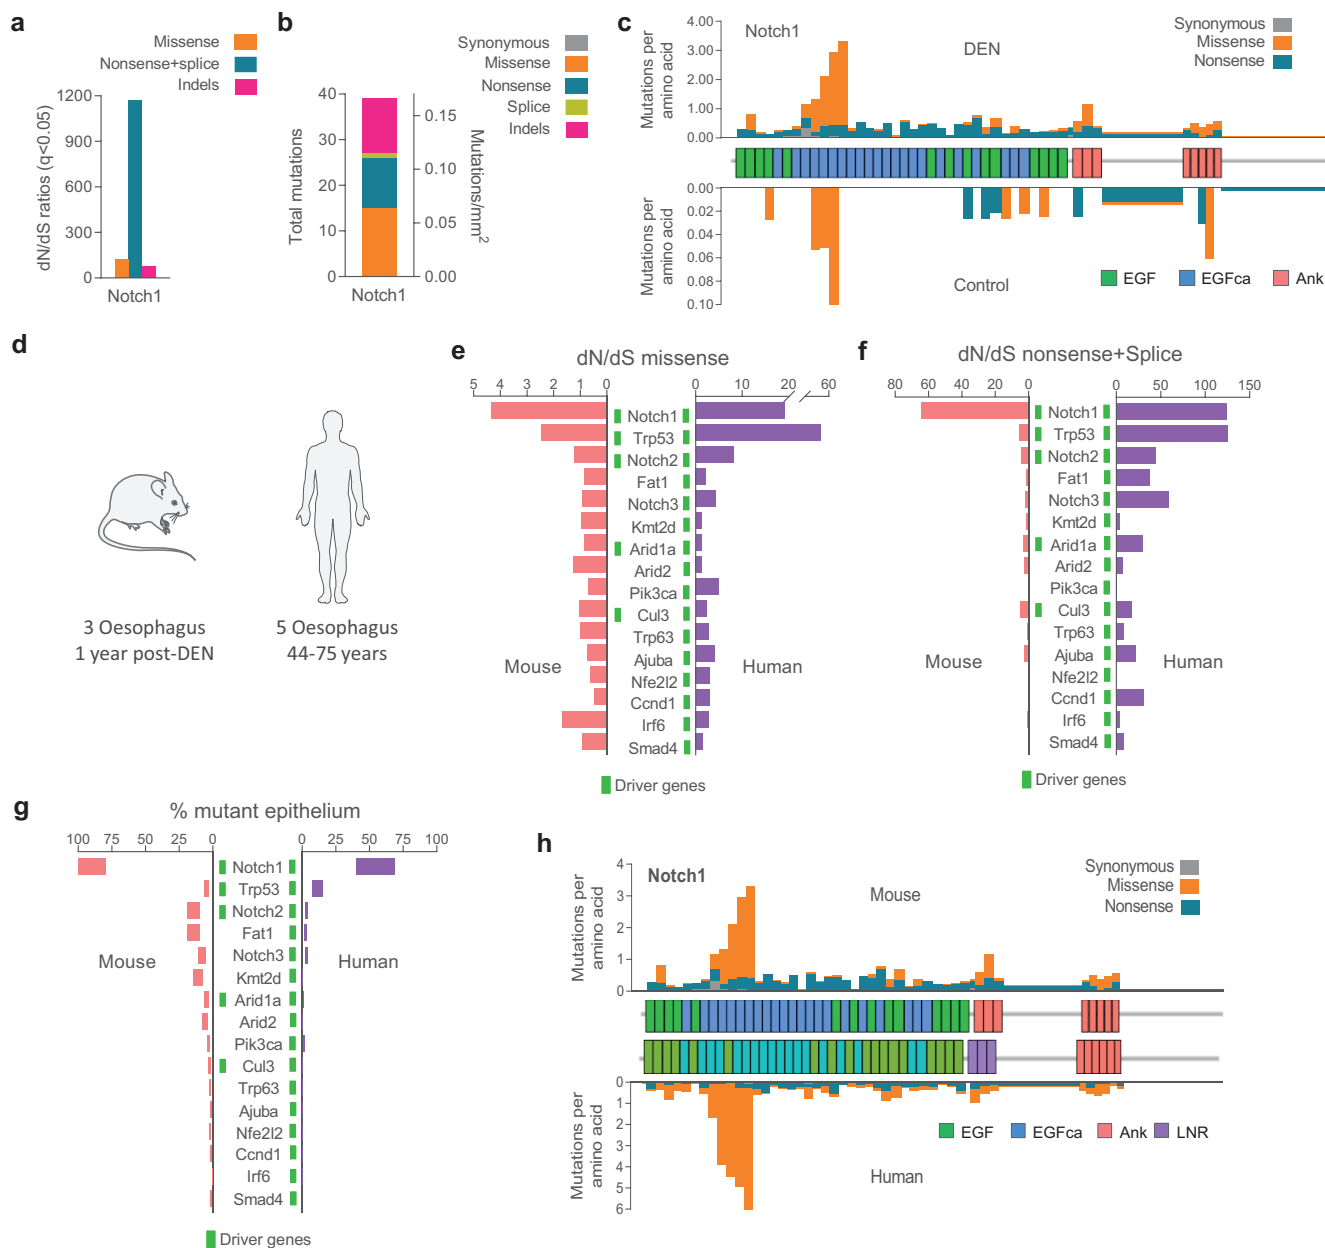 a
Missense
Nonsense+splice
Indels
dN/dS ratios (q<0.05)
1200
900
600
300
0
Notch1
b
Synonymous
Missense
Nonsense
Splice
Indels
Total mutations
40
30
20
10
0
0.15
0.10
0.05
0.00
Mutations/mm2
Notch1
c
Notch1
DEN
Synonymous
Missense
Nonsense
Mutations per
amino acid
4.00
3.00
2.00
1.00
0.00
Mutations per
amino acid
0.00
0.02
0.04
0.06
0.08
0.10
Control
EGF
EGFca
Ank
d
3 Oesophagus
1 year post-DEN
5 Oesophagus
44-75 years
e
dN/dS missense
5 4 3 2 1 0
0 10 20 60
Notch1
Trp53
Notch2
Fat1
Notch3
Kmt2d
Arid1a
Arid2
Pik3ca
Cul3
Trp63
Ajuba
Nfe2l2
Ccnd1
Irf6
Smad4
Mouse
Human
Driver genes
f
dN/dS nonsense+Splice
80 60 40 20 0
0 50 100 150
Notch1
Trp53
Notch2
Fat1
Notch3
Kmt2d
Arid1a
Arid2
Pik3ca
Cul3
Trp63
Ajuba
Nfe2l2
Ccnd1
Irf6
Smad4
Mouse
Human
Driver genes
g
% mutant epithelium
100 75 50 25 0
0 25 50 75 100
Notch1
Trp53
Notch2
Fat1
Notch3
Kmt2d
Arid1a
Arid2
Pik3ca
Cul3
Trp63
Ajuba
Nfe2l2
Ccnd1
Irf6
Smad4
Mouse
Human
Driver genes
h
Notch1
Mouse
Synonymous
Missense
Nonsense
Mutations per
amino acid
4
3
2
1
0
Mutations per
amino acid
0
1
2
3
4
5
6
EGF
EGFca
Ank
LNR
Human